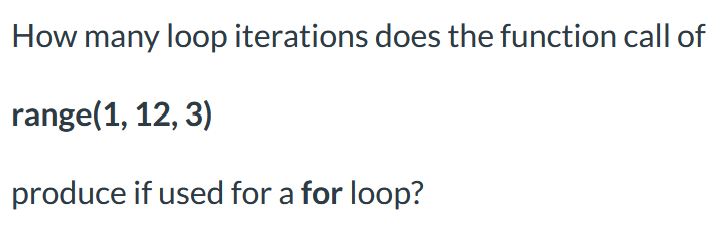 How many loop iterations does the function call of
range(1, 12, 3)
produce if used for a for loop?